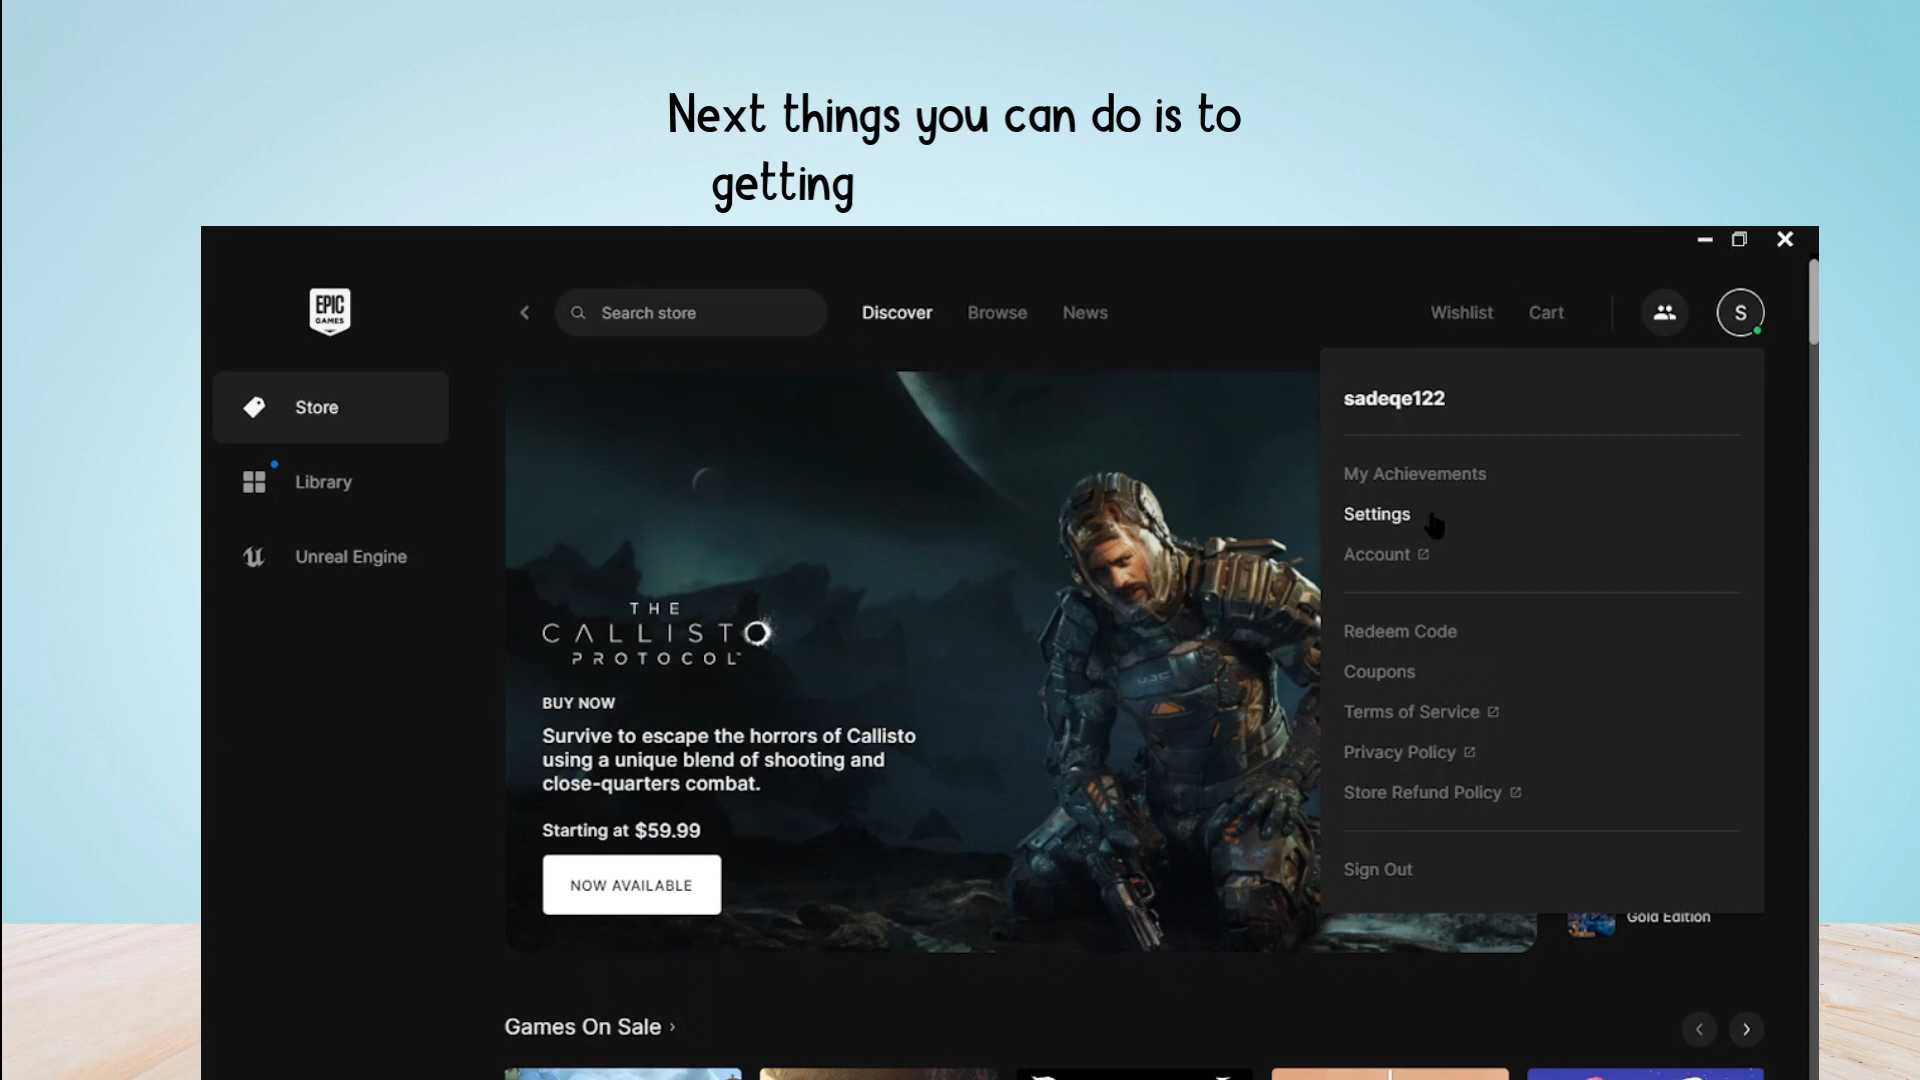 Next things you can do is to
getting
EPIC
GAMES
Search store
Discover
Browse
News
Wishlist
Cart
S
Store
Library
Unreal Engine
sadeqe122
My Achievements
Settings
Account
Redeem Code
Coupons
Terms of Service
Privacy Policy
Store Refund Policy
Sign Out
THE
CALLISTO
PROTOCOL
BUY NOW
Survive to escape the horrors of Callisto
using a unique blend of shooting and
close-quarters combat.
Starting at $59.99
NOW AVAILABLE
Gold Edition
Games On Sale